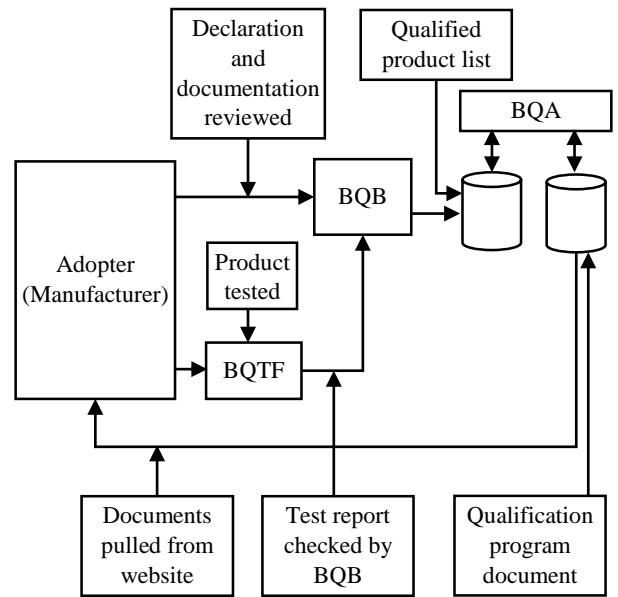 Declaration
and
documentation
reviewed
Qualified
product list
BQA
BQB
Adopter
(Manufacturer)
Product
tested
BQTF
Documents
pulled from
website
Test report
checked by
BQB
Qualification
program
document